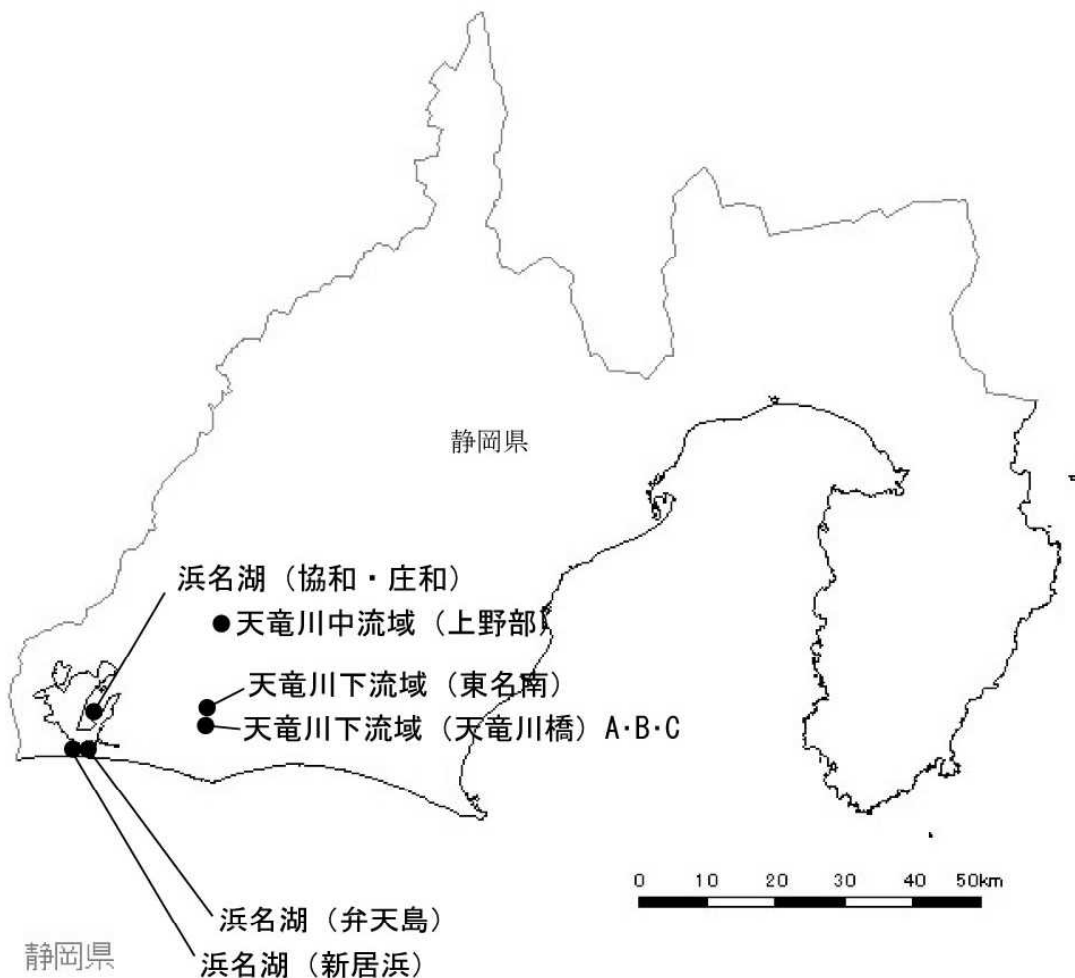 静岡県
浜名湖（協和・庄和）
天竜川中流域（上野部）
天竜川下流域（東名南）
天竜川下流域（天竜川橋）A・B・C
0 10 20 30 40 50km
浜名湖（弁天島）
静岡県
浜名湖（新居浜）